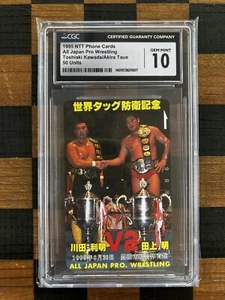 CGC
CERTIFIED GUARANTY COMPANY
1995 NTT Phone Cards
All Japan Pro Wrestling
Toshiaki Kawada/Akira Taue
50 Units
GEM MINT
10
世界タッグ防衛記念
川田 利明 V2 田上 明
ALL JAPAN PRO. WRESTLING